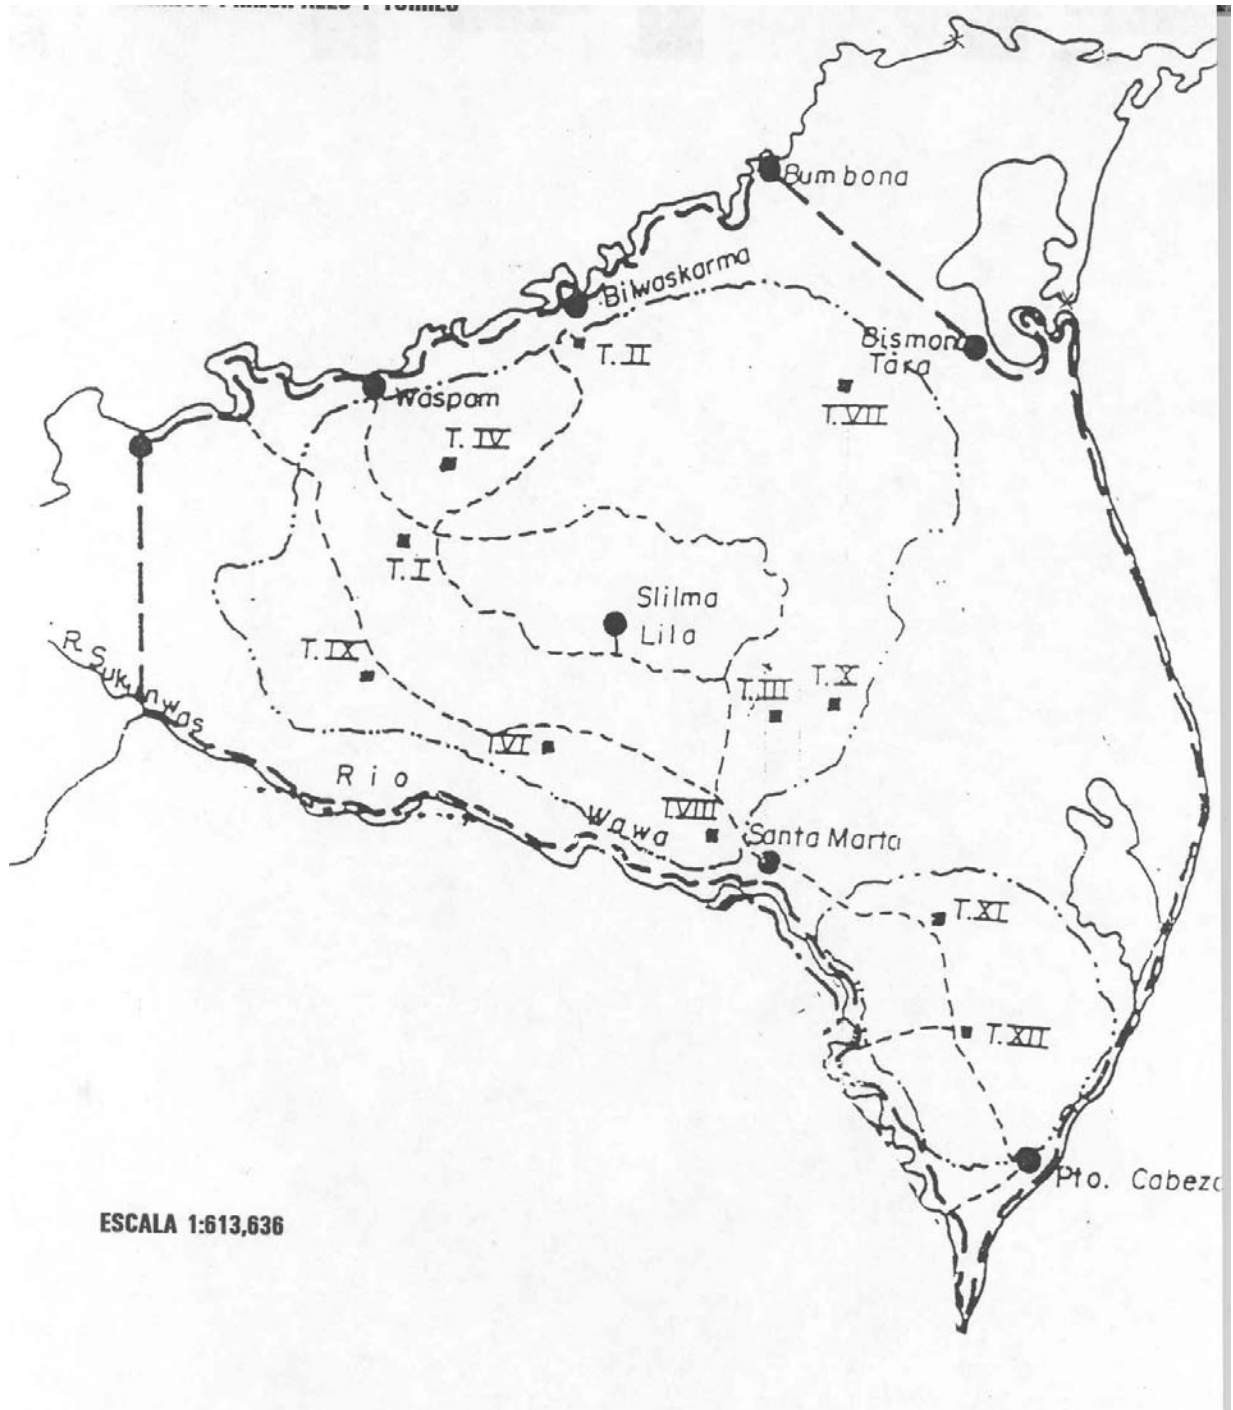 Bumbona
Bilwaskarma
T. II
Bismona
Tara
T. VII
Waspam
T. IV
T. I
Slilma
Lila
T. IX
T. III
T. X
R. Sukunwas
T.VI
Rio
Wawa
T.VIII
Santa Marta
T. XI
T. XII
Pto. Cabeza
ESCALA 1:613,636